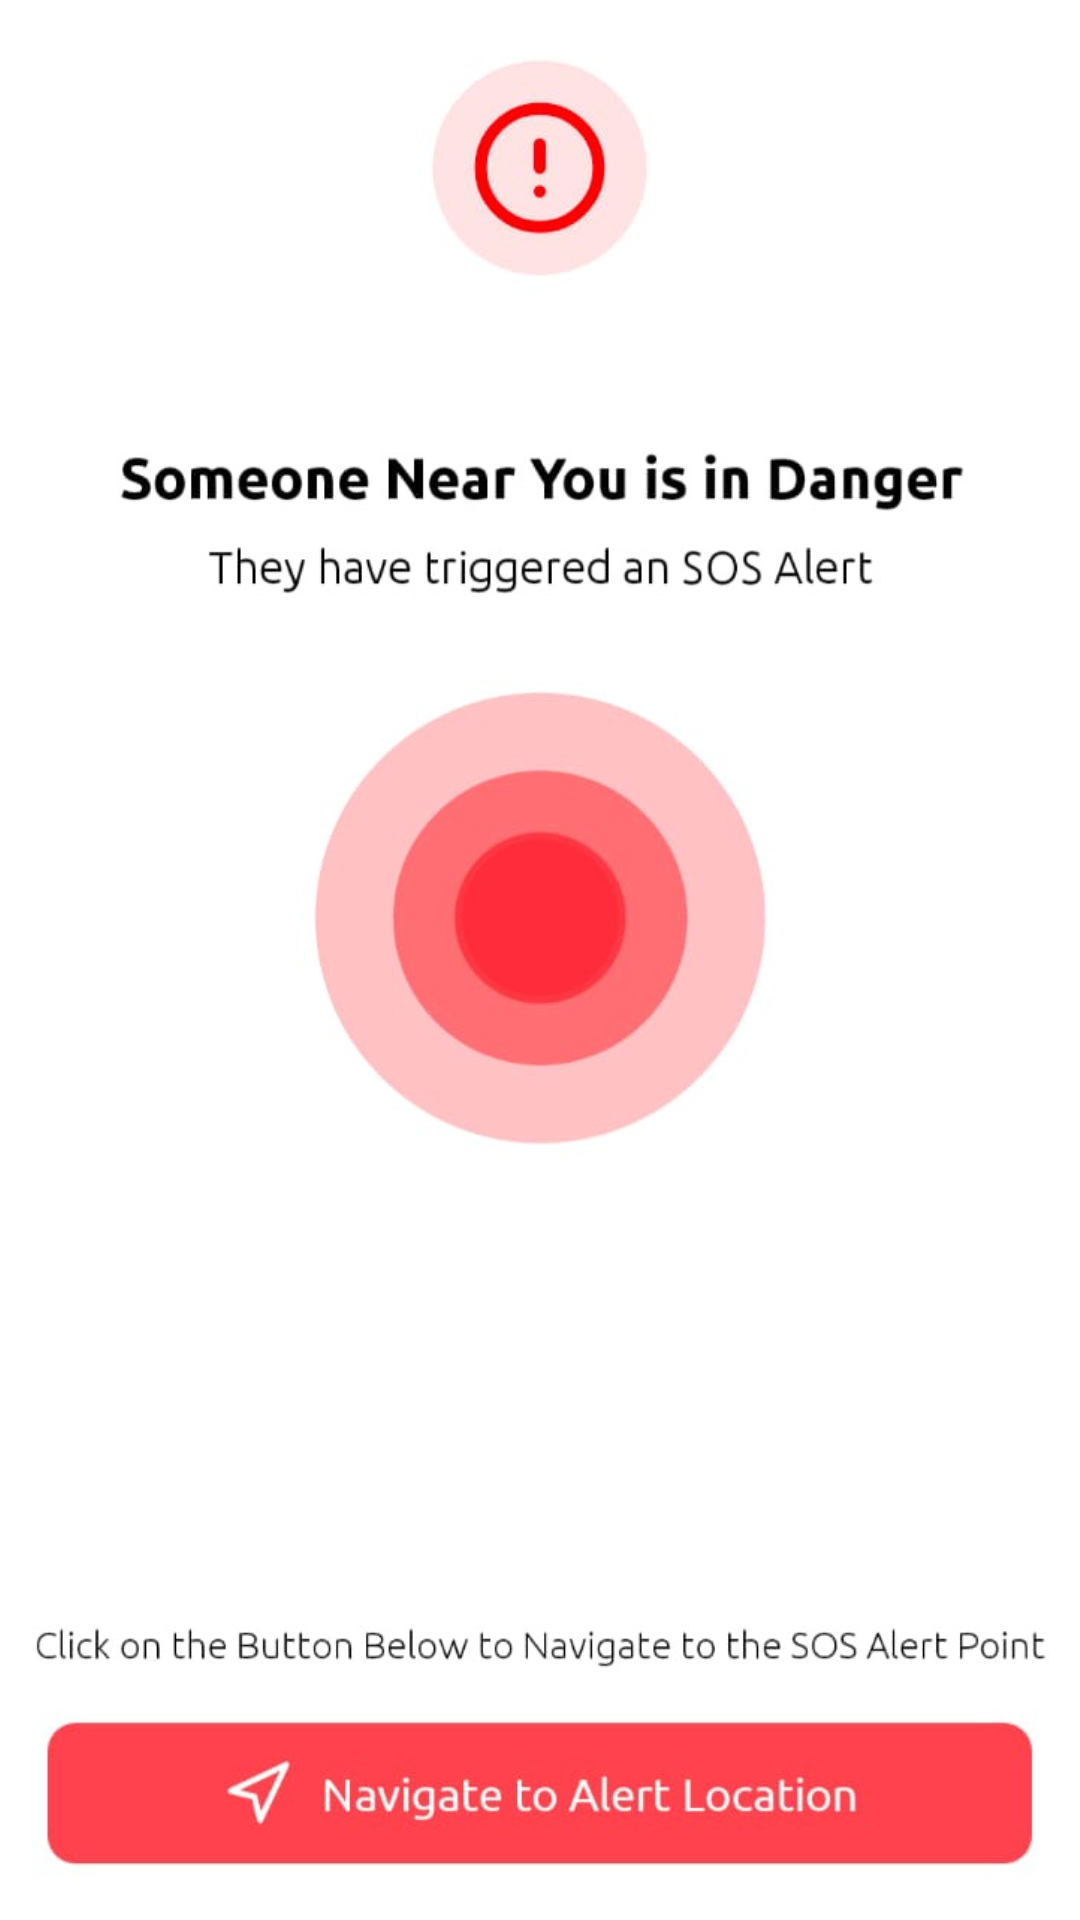 Someone Near You is in Danger
They have triggered an SOS Alert
Click on the Button Below to Navigate to the SOS Alert Point
Navigate to Alert Location